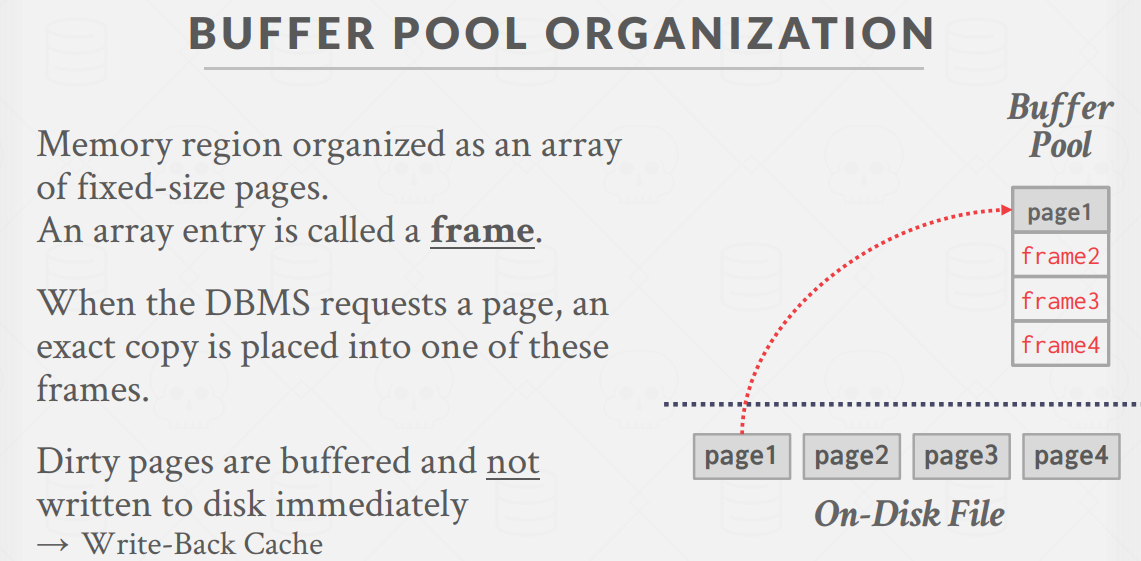 BUFFER POOL ORGANIZATION
Memory region organized as an array
of fixed-size pages.
An array entry is called a frame.
When the DBMS requests a page, an
exact copy is placed into one of these
frames.
Dirty pages are buffered and not
written to disk immediately
→ Write-Back Cache
Buffer
Pool
page1
frame2
frame3
frame4
page1 page2 page3 page4
On-Disk File